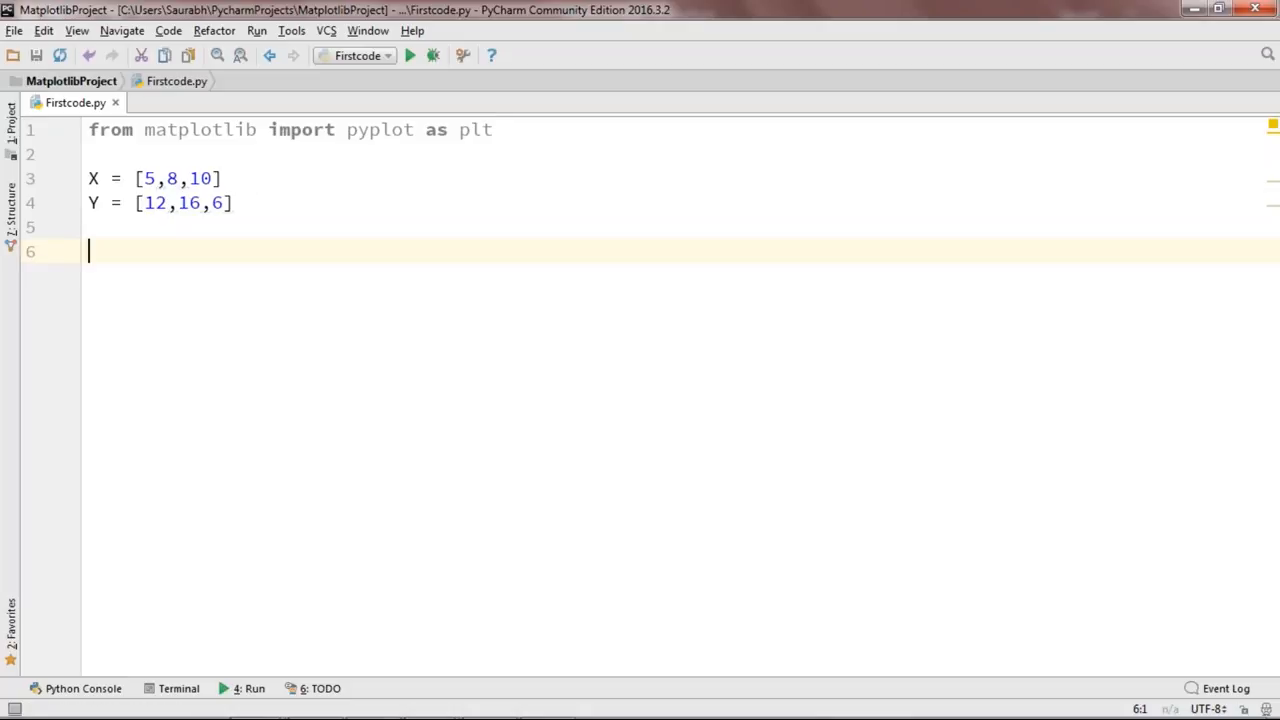 MatplotlibProject - [C:\Users\Saurabh\PycharmProjects\MatplotlibProject] - ...\Firstcode.py - PyCharm Community Edition 2016.3.2
File Edit View Navigate Code Refactor Run Tools VCS Window Help
Firstcode
MatplotlibProject Firstcode.py
Firstcode.py
1: Project
7: Structure
2: Favorites
1 from matplotlib import pyplot as plt
2
3 X = [5,8,10]
4 Y = [12,16,6]
5
6
Python Console Terminal 4: Run 6: TODO Event Log
6:1 n/a UTF-8